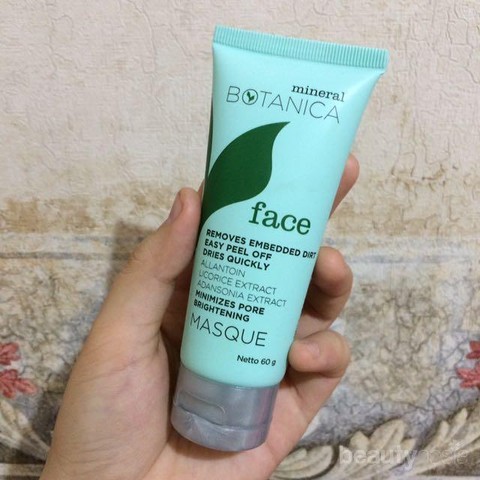 mineral
BOTANICA
face
REMOVES EMBEDDED DIRT
EASY PEEL OFF
DRIES QUICKLY
ALLANTOIN
LICORICE EXTRACT
ADANSONIA EXTRACT
MINIMIZES PORE
BRIGHTENING
MASQUE
Netto 60 g